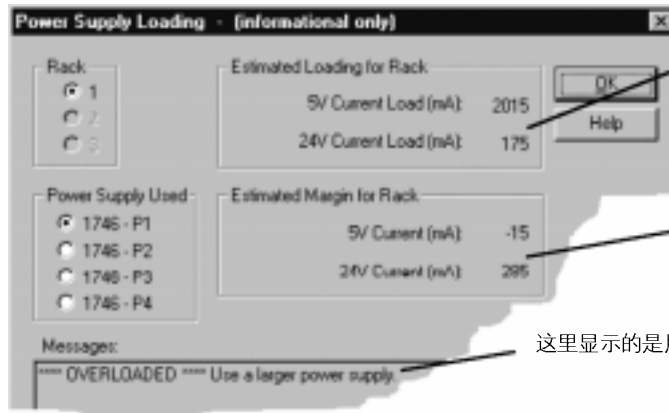 Power Supply Loading - (informational only)
Rack
1
2
3
Estimated Loading for Rack
5V Current Load (mA): 2015
24V Current Load (mA): 175
OK
Help
Power Supply Used
1746 - P1
1746 - P2
1746 - P3
1746 - P4
Estimated Margin for Rack
5V Current (mA): -15
24V Current (mA): 285
Messages:
**** OVERLOADED **** Use a larger power supply.
这里显示的是